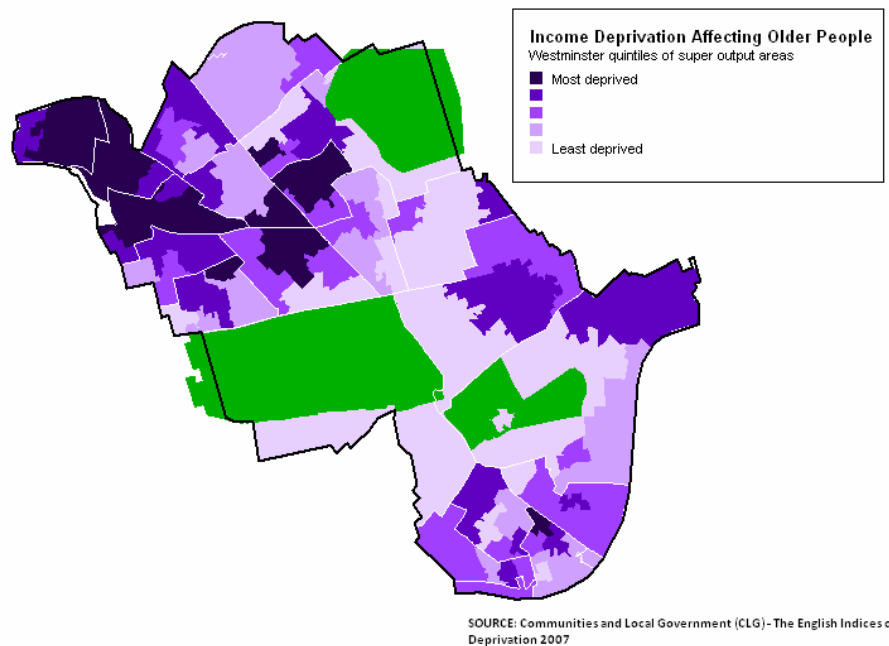 Income Deprivation Affecting Older People
Westminster quintiles of super output areas
Most deprived
Least deprived
SOURCE: Communities and Local Government (CLG) - The English Indices o
Deprivation 2007